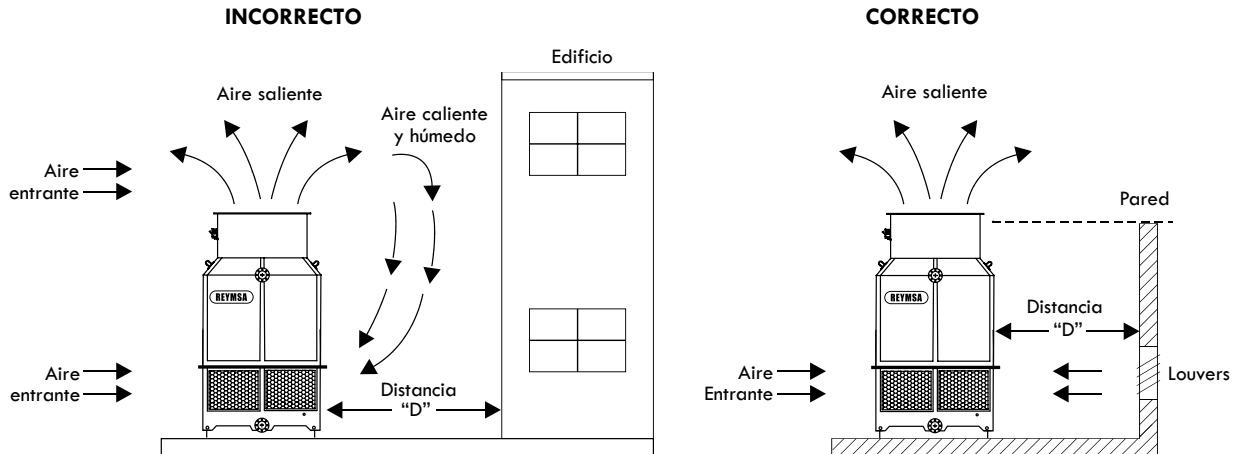 INCORRECTO
Edificio
Aire saliente
Aire caliente
y húmedo
Aire
entrante
REYMSA
Aire
entrante
Distancia
“D”
CORRECTO
Aire saliente
Pared
REYMSA
Distancia
“D”
Aire
Entrante
Louvers